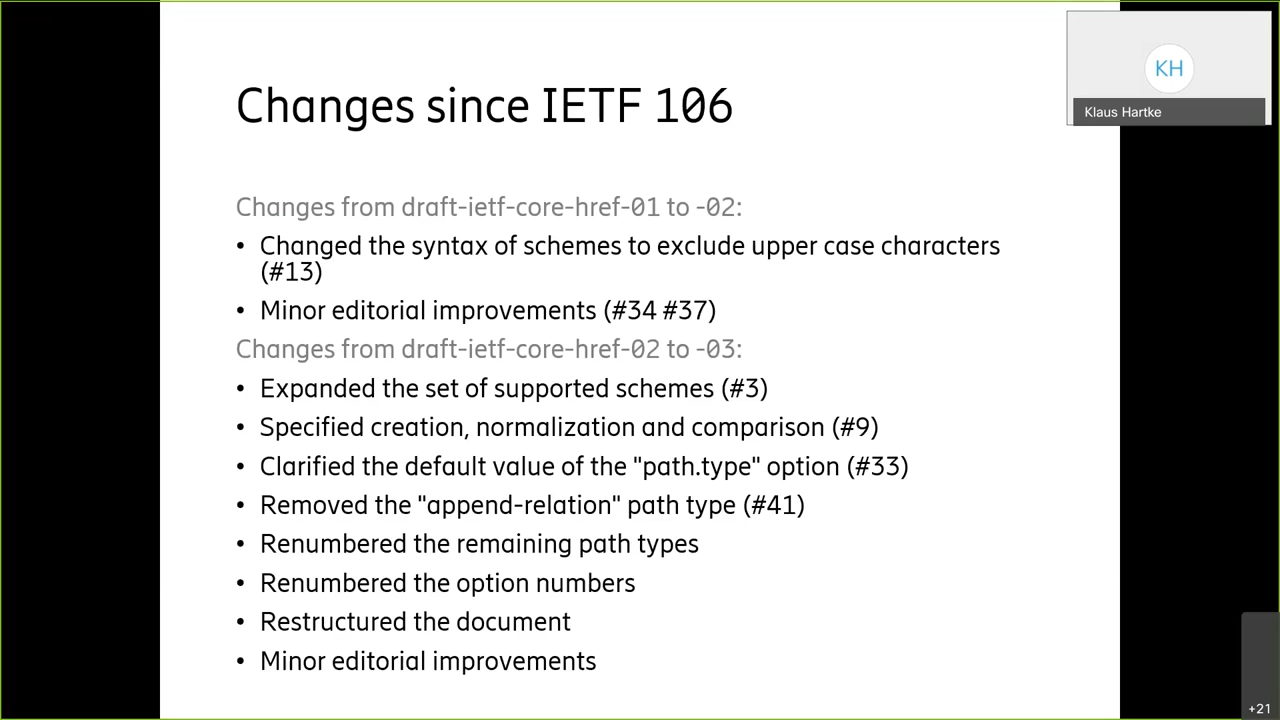 Changes since IETF 106
KH
Klaus Hartke
Changes from draft-ietf-core-href-01 to -02:
• Changed the syntax of schemes to exclude upper case characters
(#13)
• Minor editorial improvements (#34 #37)
Changes from draft-ietf-core-href-02 to -03:
• Expanded the set of supported schemes (#3)
• Specified creation, normalization and comparison (#9)
• Clarified the default value of the "path.type" option (#33)
• Removed the "append-relation" path type (#41)
• Renumbered the remaining path types
• Renumbered the option numbers
• Restructured the document
• Minor editorial improvements
+21